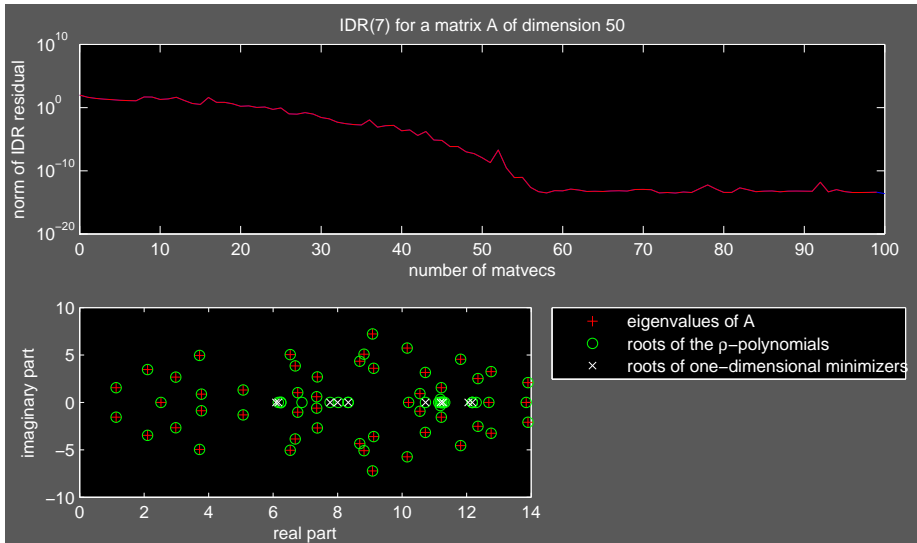 IDR(7) for a matrix A of dimension 50
10^10
10^0
10^−10
10^−20
norm of IDR residual
0 10 20 30 40 50 60 70 80 90 100
number of matvecs
10
5
0
−5
−10
imaginary part
0 2 4 6 8 10 12 14
real part
eigenvalues of A
roots of the ρ−polynomials
roots of one−dimensional minimizers